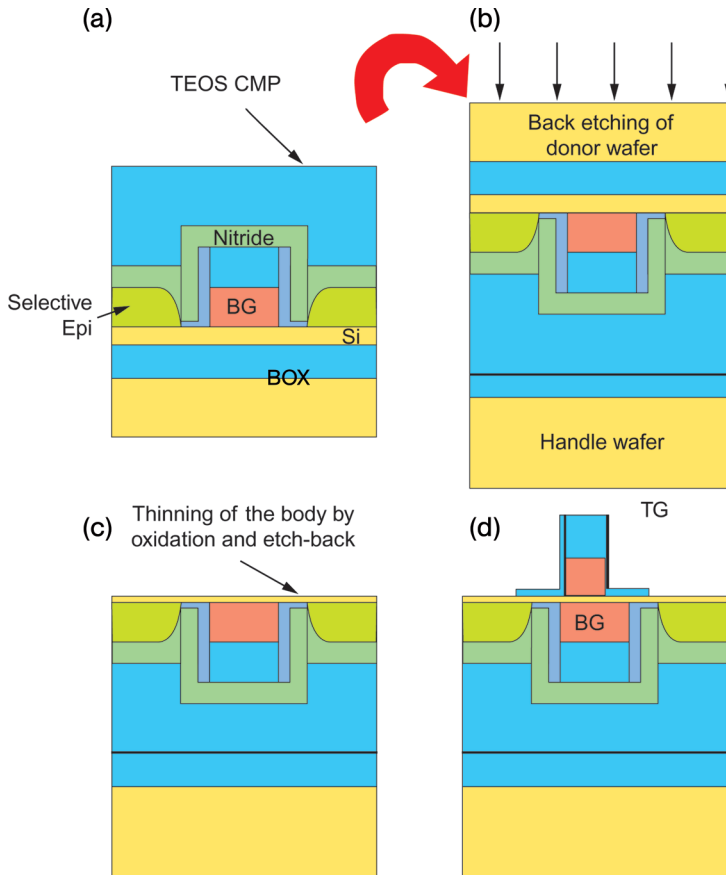 (a)
TEOS CMP
Nitride
Selective
Epi
BG
Si
BOX
(b)
Back etching of
donor wafer
Handle wafer
(c)
Thinning of the body by
oxidation and etch-back
(d)
TG
BG